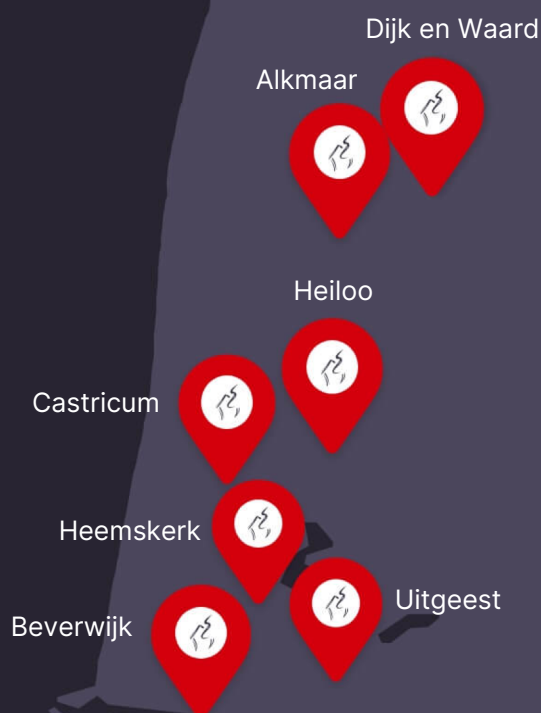 Dijk en Waard
Alkmaar
Heiloo
Castricum
Heemskerk
Uitgeest
Beverwijk